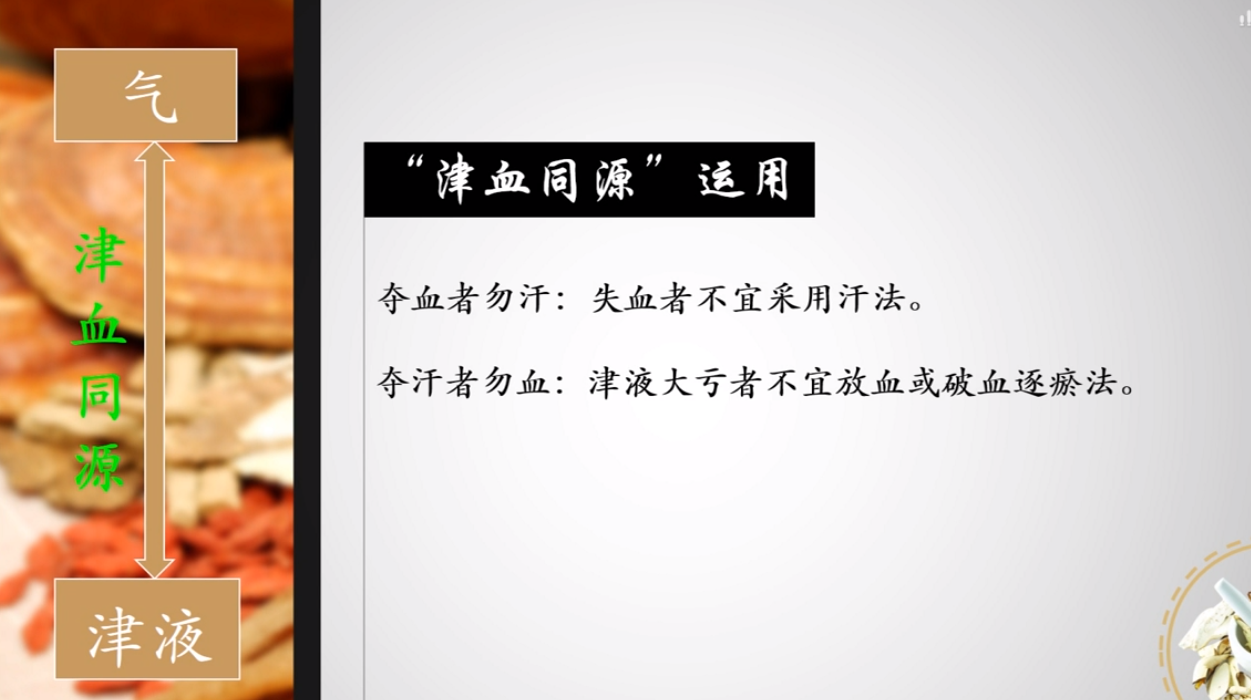 气
津血同源
津液
“津血同源”运用
夺血者勿汗：失血者不宜采用汗法。
夺汗者勿血：津液大亏者不宜放血或破血逐瘀法。